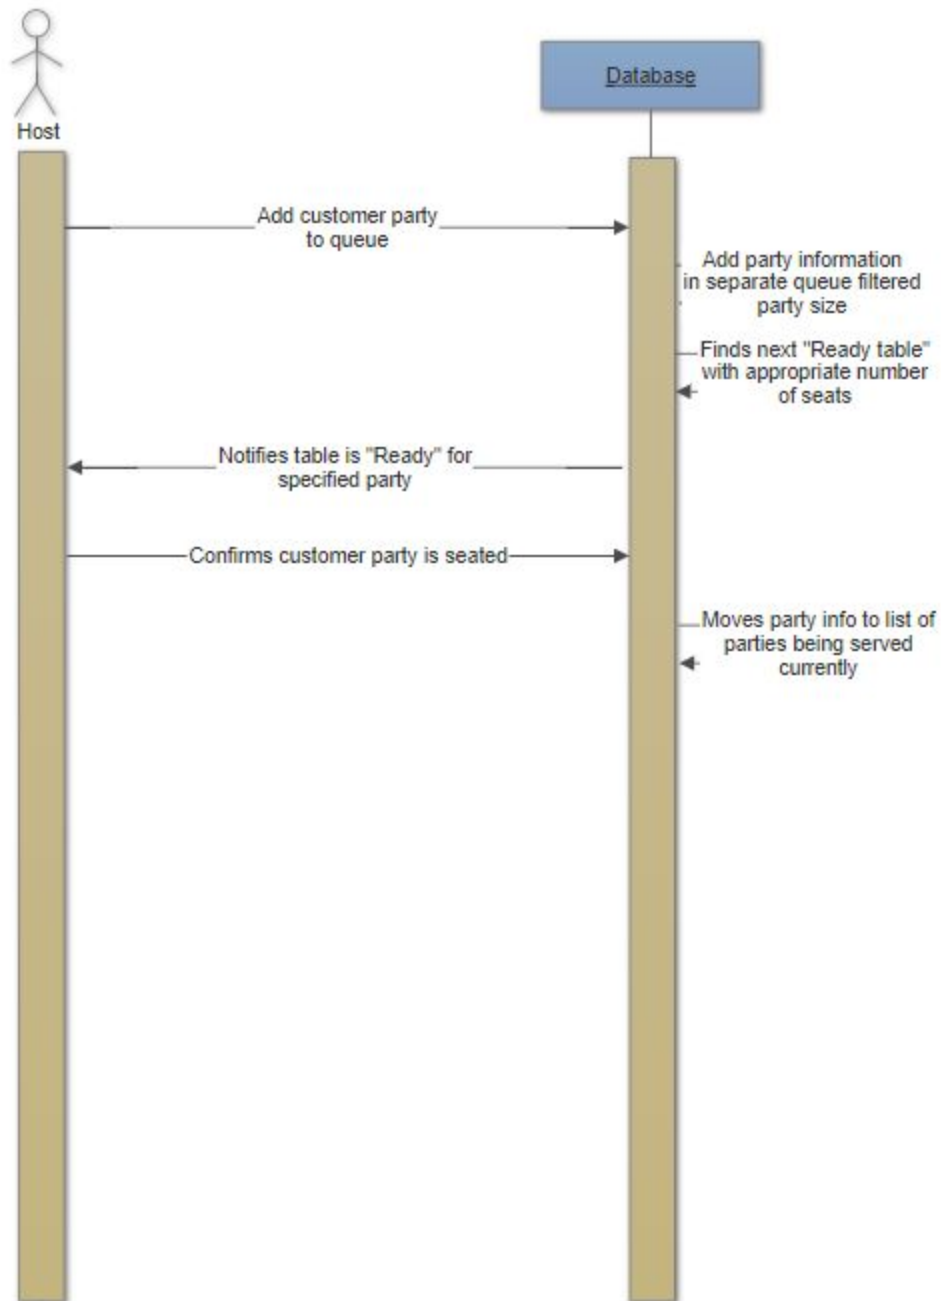 Host
Database
Add customer party
to queue
Add party information
in separate queue filtered
party size
Finds next "Ready table"
with appropriate number
of seats
Notifies table is "Ready" for
specified party
Confirms customer party is seated
Moves party info to list of
parties being served
currently